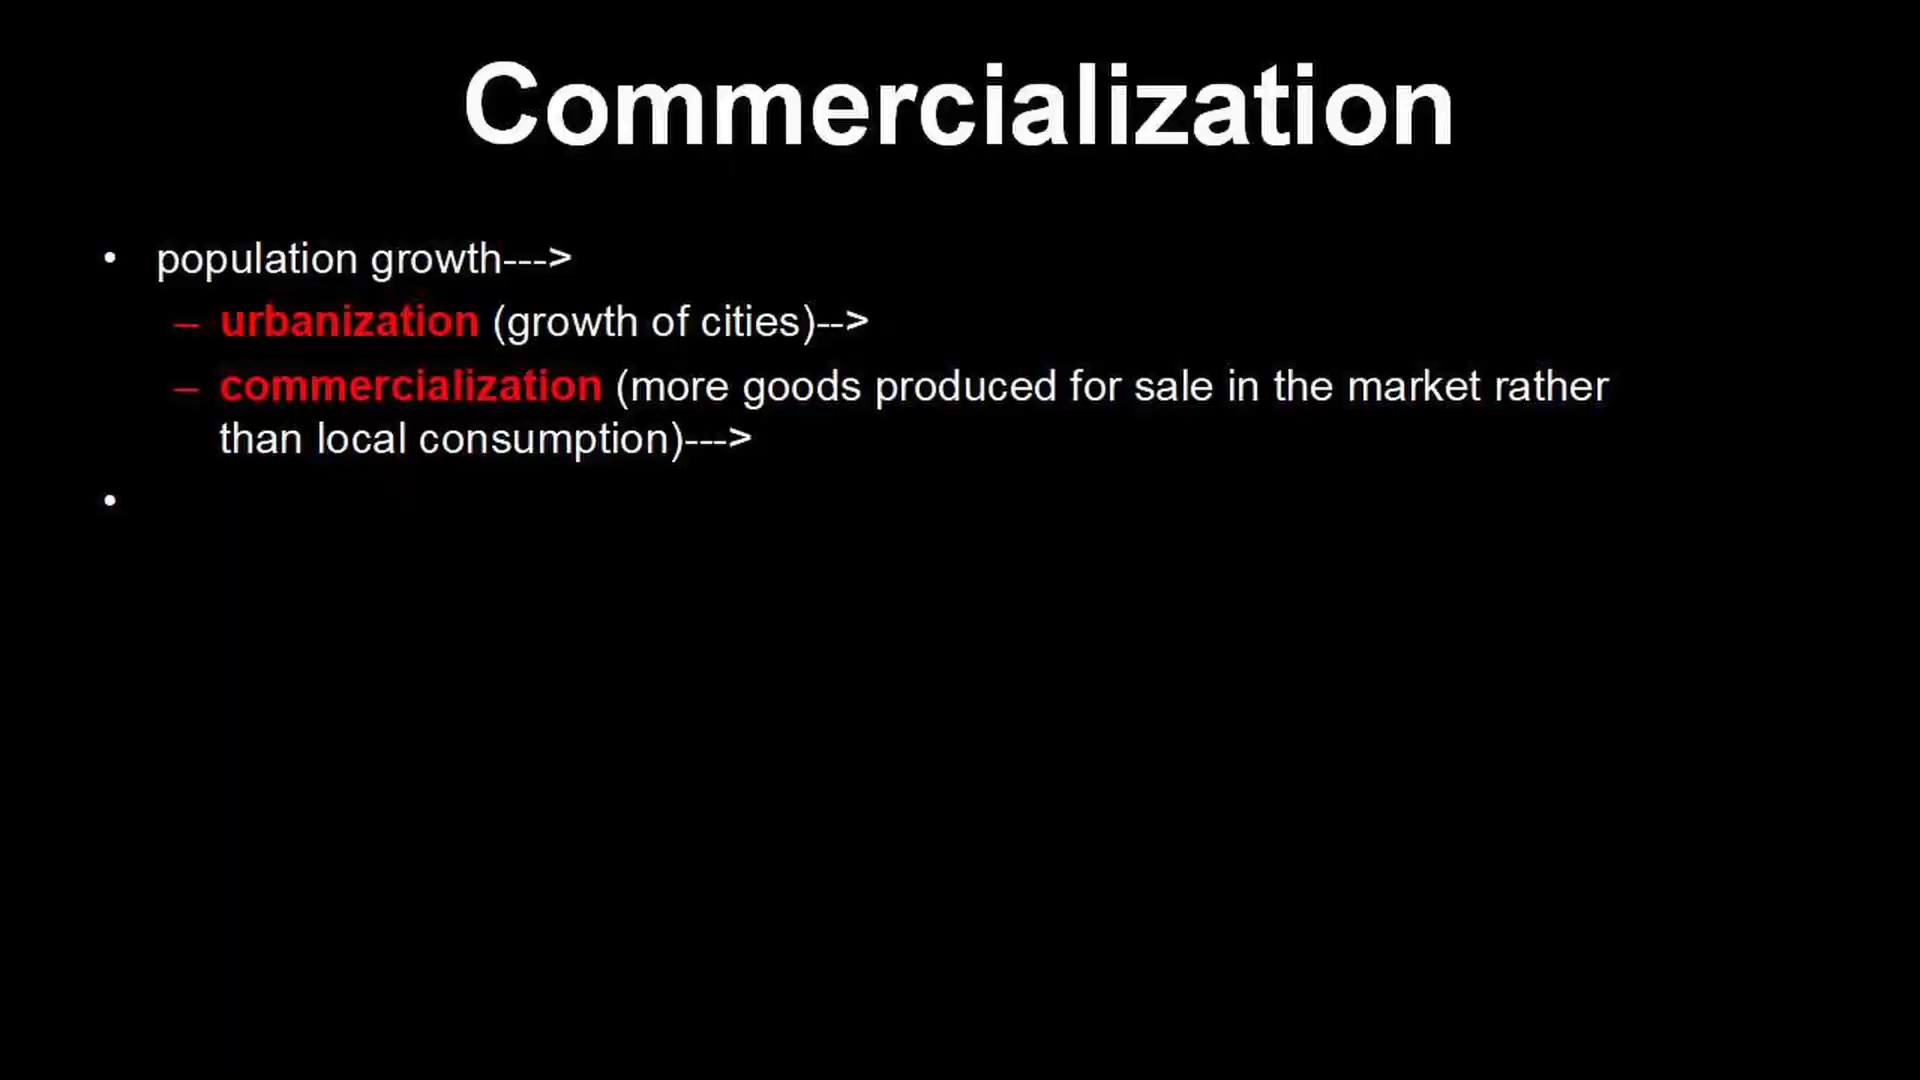 Commercialization
• population growth--->
– urbanization (growth of cities)-->
– commercialization (more goods produced for sale in the market rather
than local consumption)--->
•